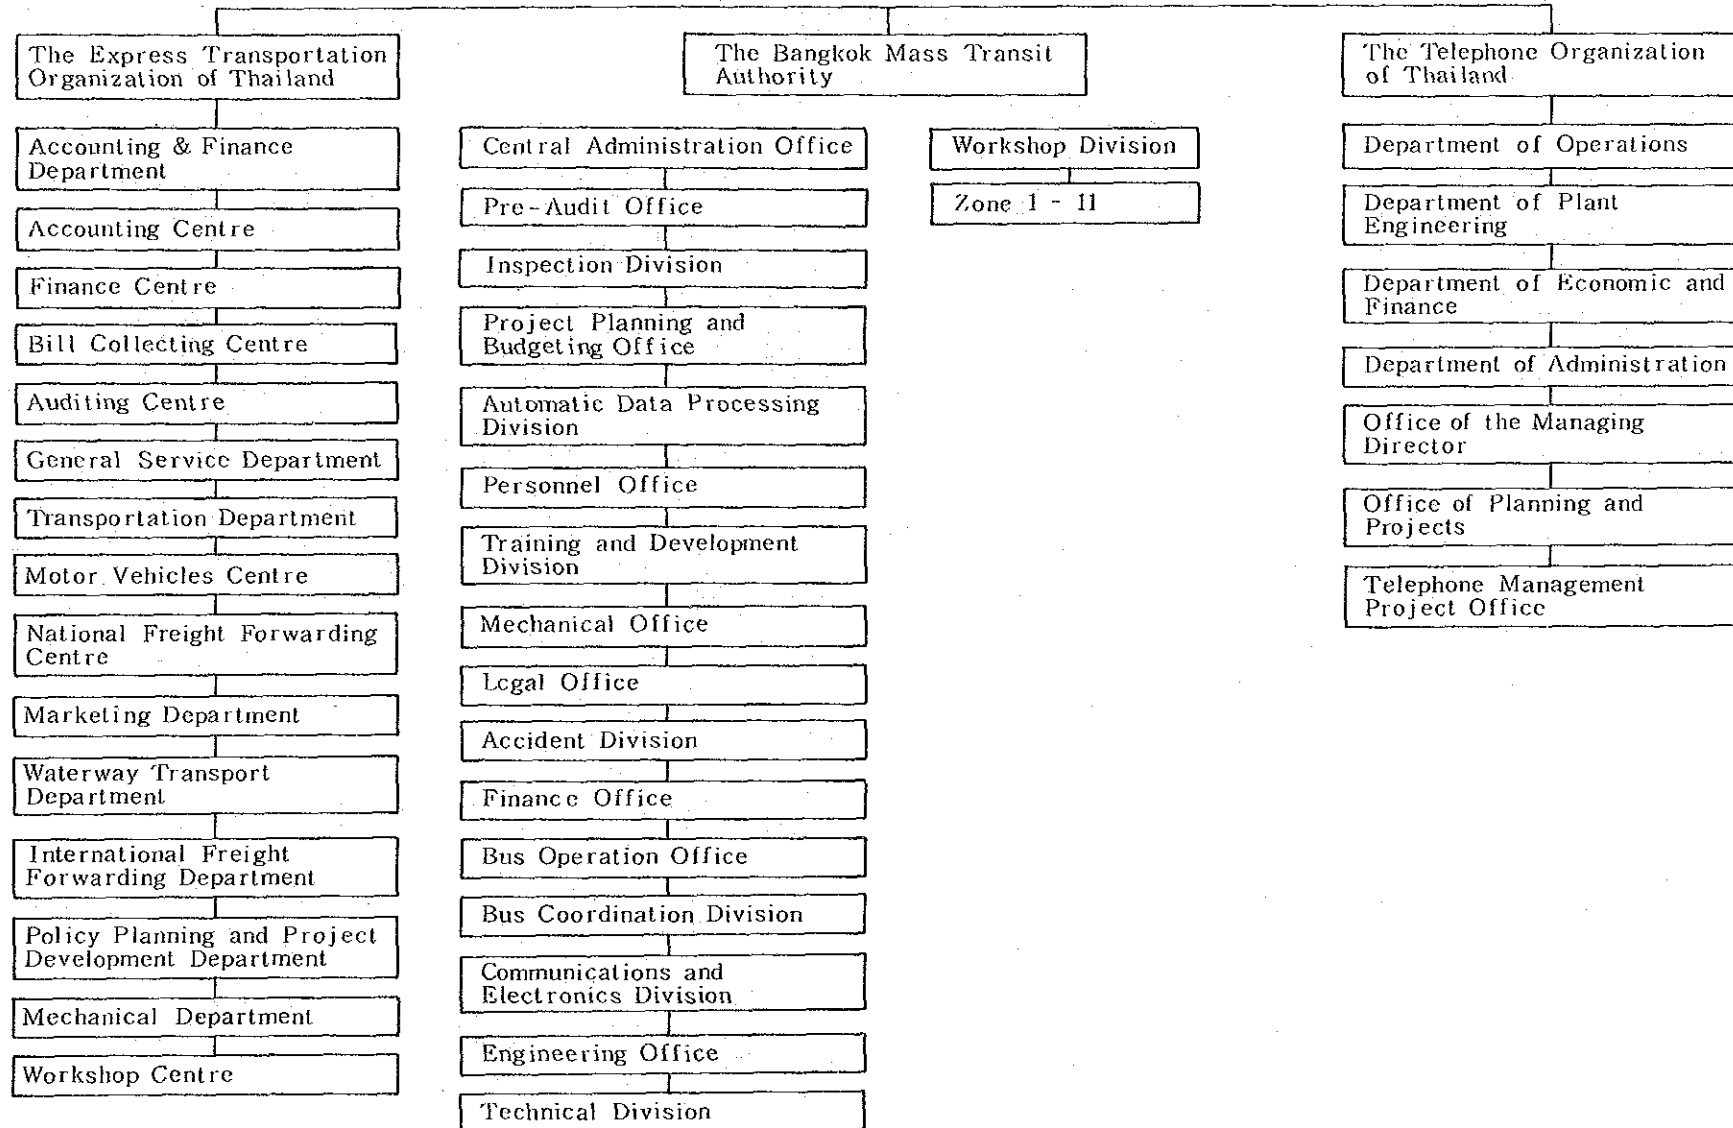 The Express Transportation
Organization of Thailand
Accounting & Finance
Department
Accounting Centre
Finance Centre
Bill Collecting Centre
Auditing Centre
General Service Department
Transportation Department
Motor Vehicles Centre
National Freight Forwarding
Centre
Marketing Department
Waterway Transport
Department
International Freight
Forwarding Department
Policy Planning and Project
Development Department
Mechanical Department
Workshop Centre
The Bangkok Mass Transit
Authority
Central Administration Office
Pre-Audit Office
Inspection Division
Project Planning and
Budgeting Office
Automatic Data Processing
Division
Personnel Office
Training and Development
Division
Mechanical Office
Legal Office
Accident Division
Finance Office
Bus Operation Office
Bus Coordination Division
Communications and
Electronics Division
Engineering Office
Technical Division
Workshop Division
Zone 1 - 11
The Telephone Organization
of Thailand
Department of Operations
Department of Plant
Engineering
Department of Economic and
Finance
Department of Administration
Office of the Managing
Director
Office of Planning and
Projects
Telephone Management
Project Office